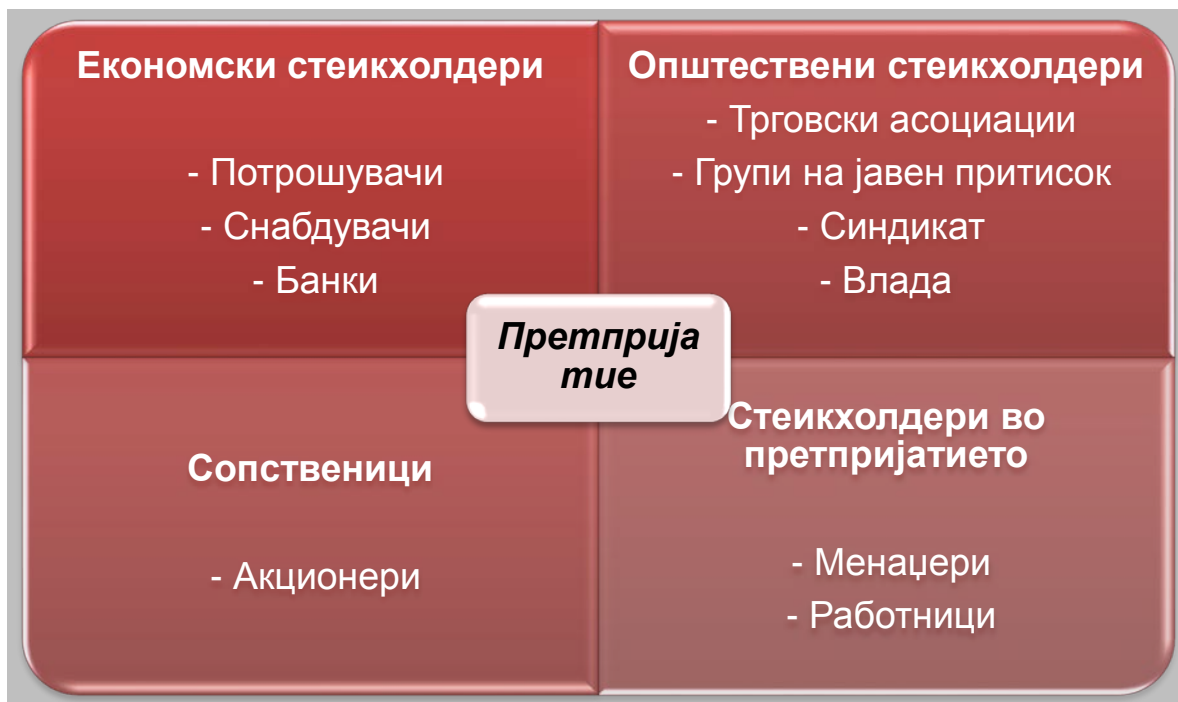 Економски стеикхолдери
- Потрошувачи
- Снабдувачи
- Банки
Општествени стеикхолдери
- Трговски асоциации
- Групи на јавен притисок
- Синдикат
- Влада
Претприја
тие
Сопственици
- Акционери
Стеикхолдери во
претпријатието
- Менаџери
- Работници